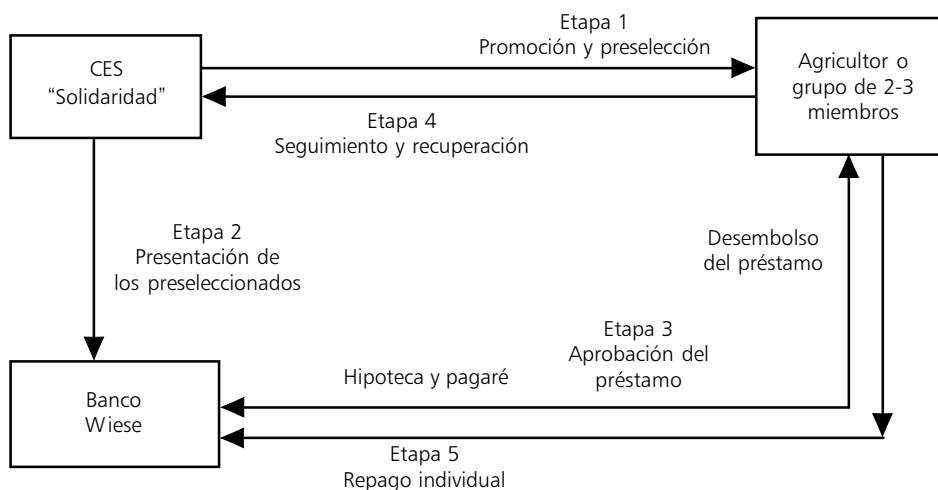 Etapa 1
Promoción y preselección
CES
“Solidaridad”
Agricultor o
grupo de 2-3
miembros
Etapa 4
Seguimiento y recuperación
Etapa 2
Presentación de
los preseleccionados
Desembolso
del préstamo
Etapa 3
Aprobación del
préstamo
Hipoteca y pagaré
Banco
Wiese
Etapa 5
Repago individual